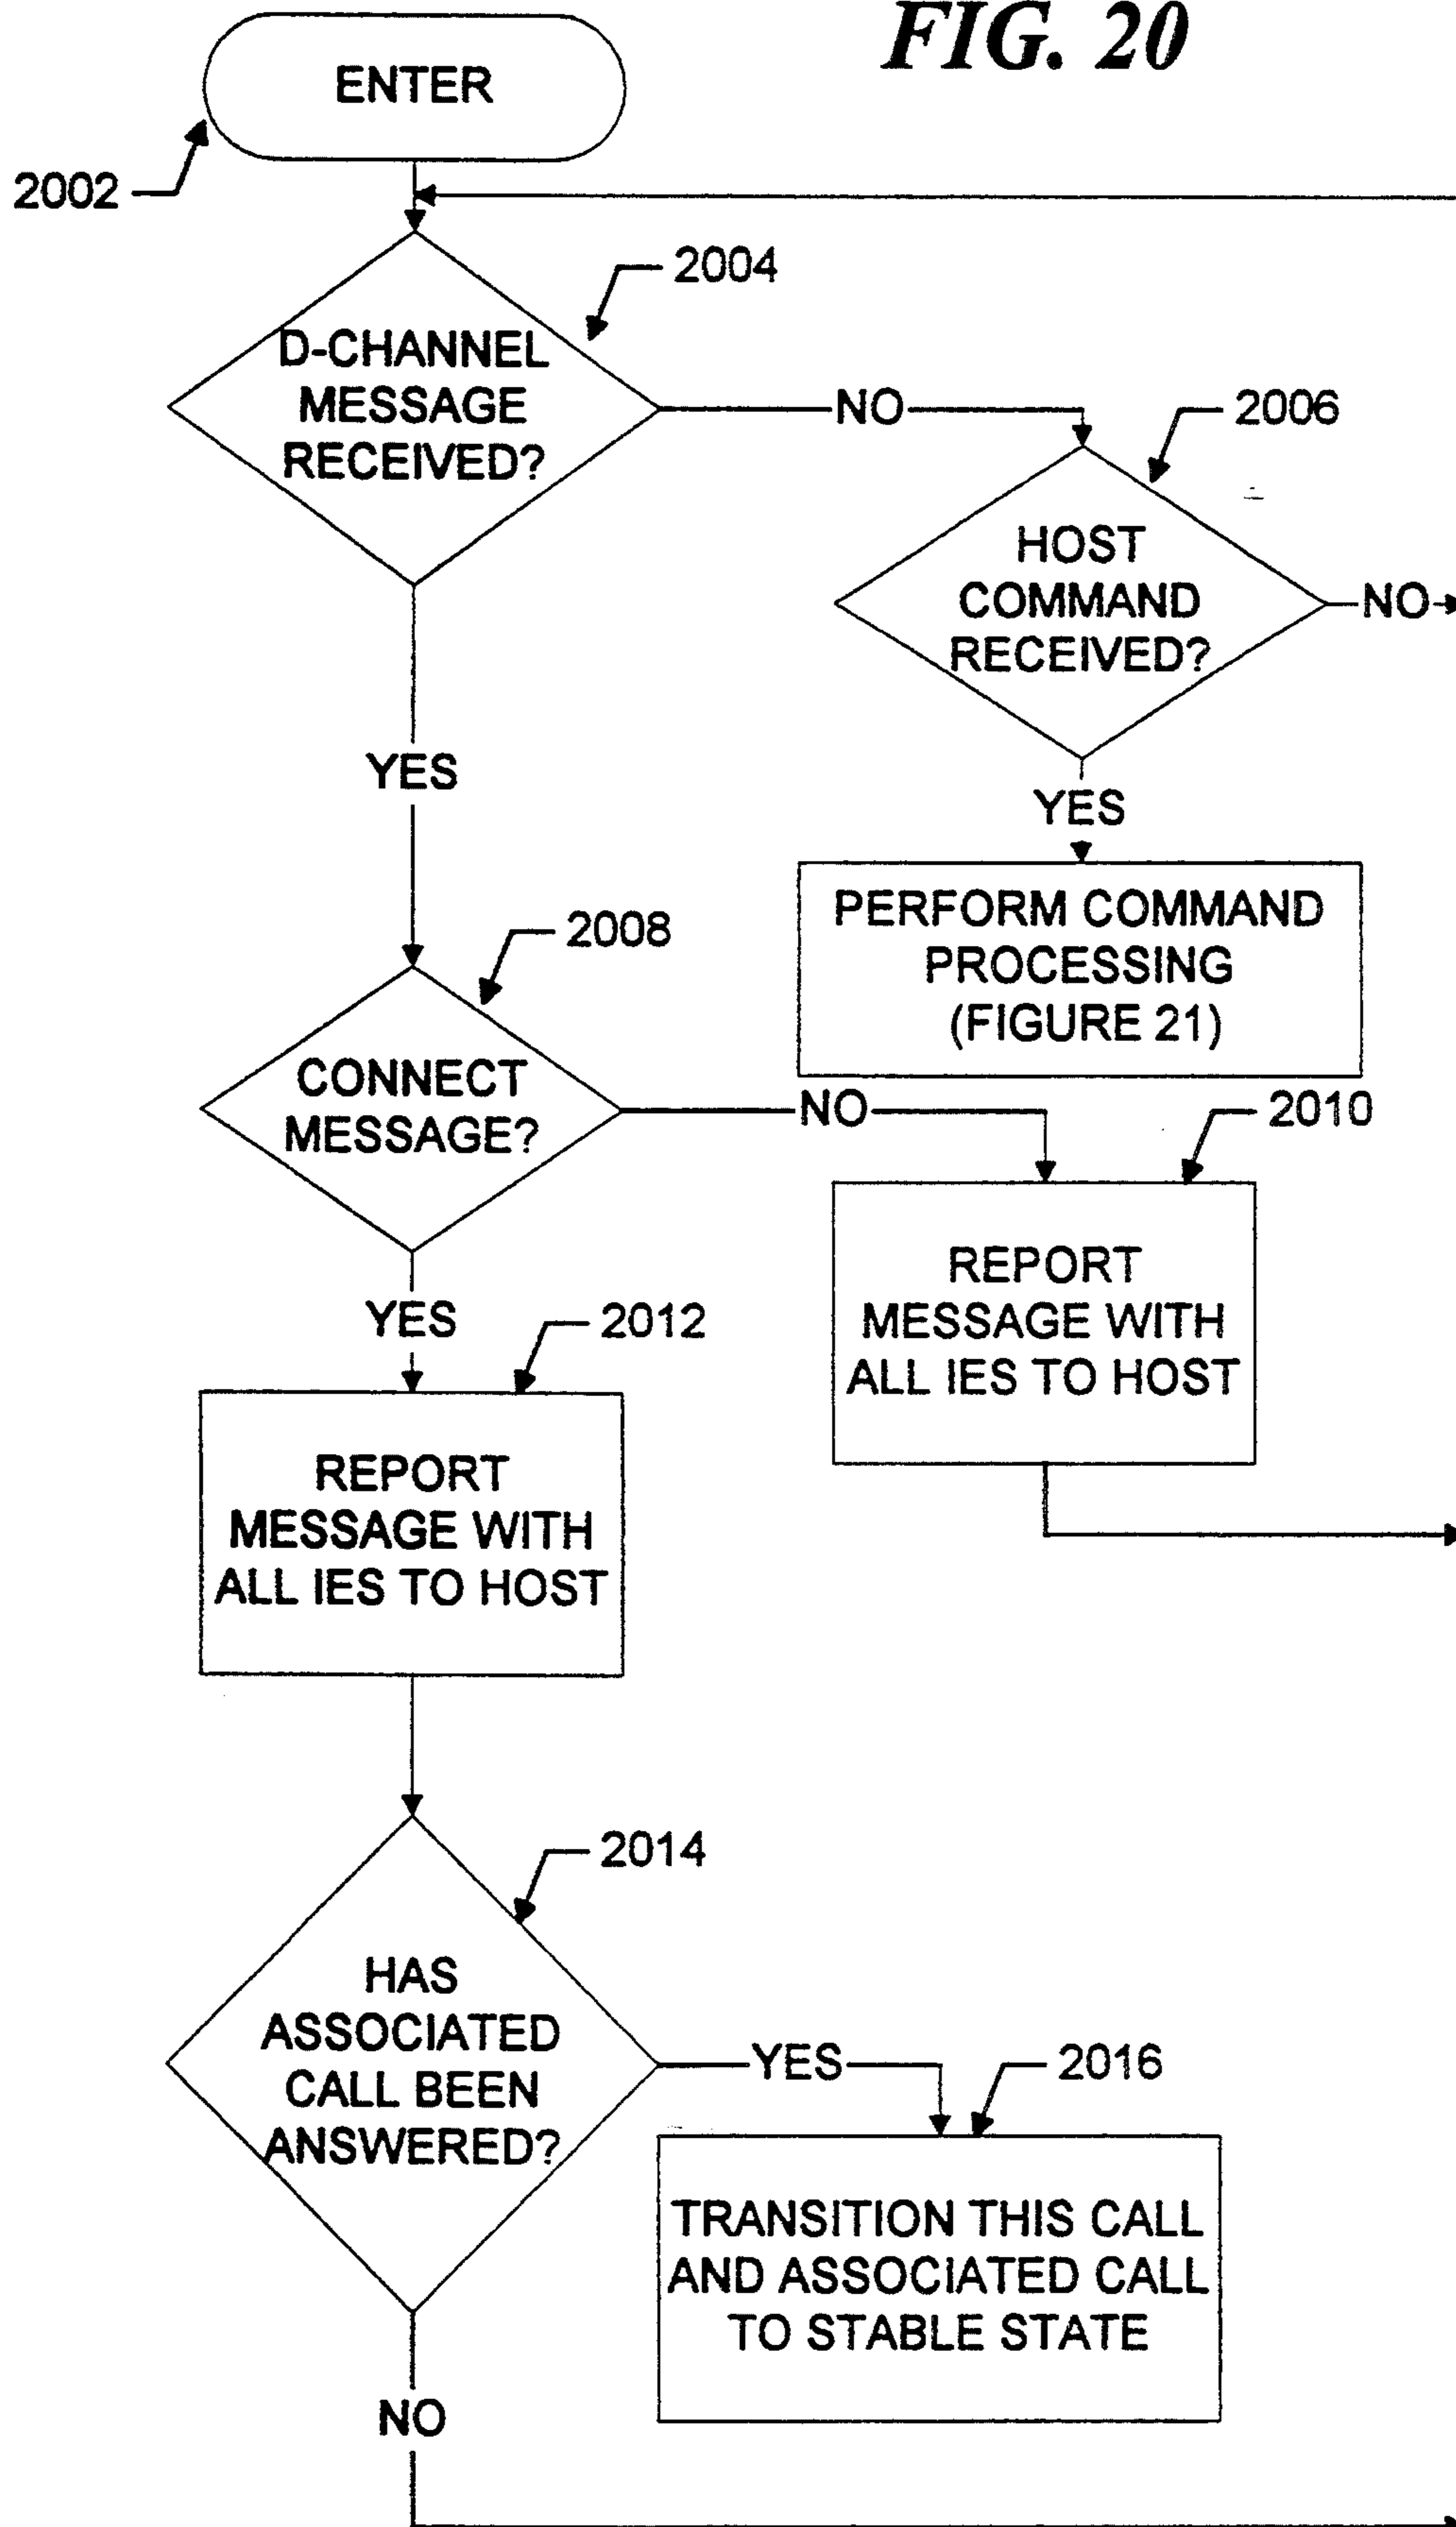 FIG. 20
ENTER
2002
2004
D-CHANNEL
MESSAGE
RECEIVED?
NO
2006
HOST
COMMAND
RECEIVED?
NO
YES
YES
PERFORM COMMAND
PROCESSING
(FIGURE 21)
2008
CONNECT
MESSAGE?
NO
2010
REPORT
MESSAGE WITH
ALL IES TO HOST
YES
2012
REPORT
MESSAGE WITH
ALL IES TO HOST
2014
HAS
ASSOCIATED
CALL BEEN
ANSWERED?
YES
2016
TRANSITION THIS CALL
AND ASSOCIATED CALL
TO STABLE STATE
NO